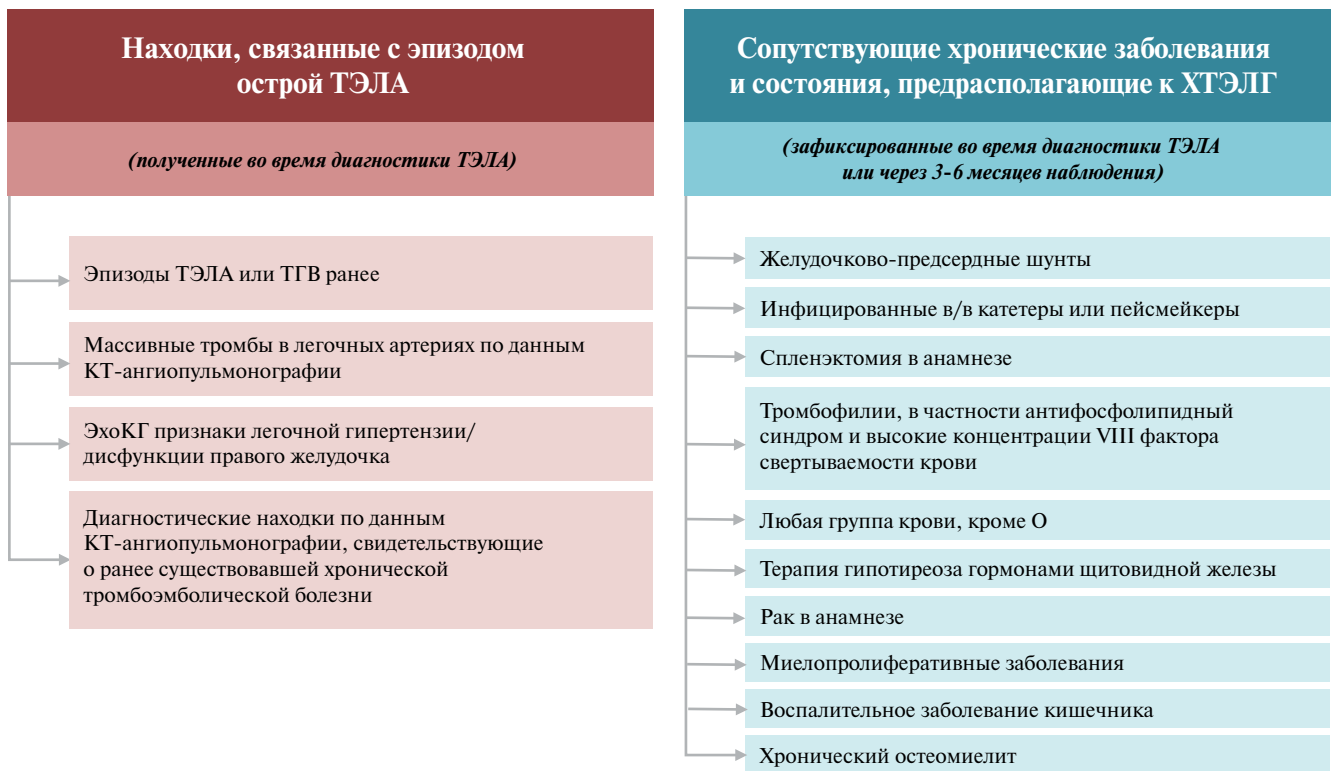 Находки, связанные с эпизодом
острой ТЭЛА
(полученные во время диагностики ТЭЛА)
Эпизоды ТЭЛА или ТГВ ранее
Массивные тромбы в легочных артериях по данным
КТ-ангиопульмонографии
ЭхоКГ признаки легочной гипертензии/
дисфункции правого желудочка
Диагностические находки по данным
КТ-ангиопульмонографии, свидетельствующие
о ранее существовавшей хронической
тромбоэмболической болезни
Сопутствующие хронические заболевания
и состояния, предрасполагающие к ХТЭЛГ
(зафиксированные во время диагностики ТЭЛА
или через 3-6 месяцев наблюдения)
Желудочково-предсердные шунты
Инфицированные в/в катетеры или пейсмейкеры
Спленэктомия в анамнезе
Тромбофилии, в частности антифосфолипидный
синдром и высокие концентрации VIII фактора
свертываемости крови
Любая группа крови, кроме О
Терапия гипотиреоза гормонами щитовидной железы
Рак в анамнезе
Миелопролиферативные заболевания
Воспалительное заболевание кишечника
Хронический остеомиелит